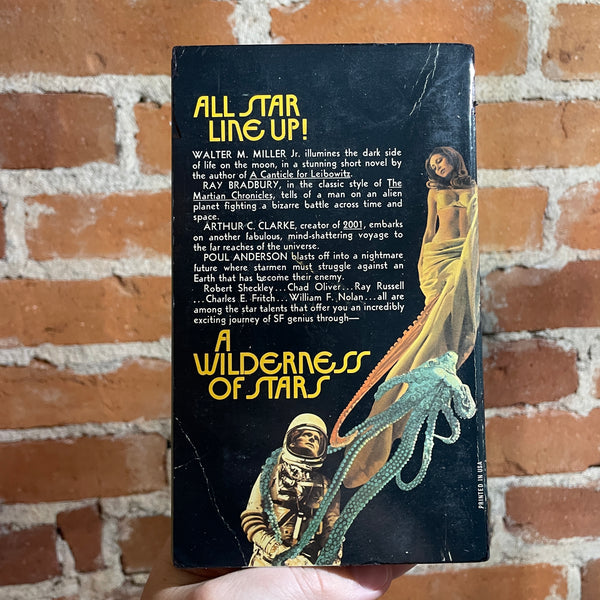 ALL STAR
LINE UP!
WALTER M. MILLER Jr. illumines the dark side
of life on the moon, in a stunning short novel by
the author of A Canticle for Leibowitz.
RAY BRADBURY, in the classic style of The
Martian Chronicles, tells of a man on an alien
planet fighting a bizarre battle across time and
space.
ARTHUR C. CLARKE, creator of 2001, embarks
on another fabulous, mind-shattering voyage to
the far reaches of the universe.
POUL ANDERSON blasts off into a nightmare
future where starmen must struggle against an
Earth that has become their enemy.
Robert Sheckley...Chad Oliver...Ray Russell
...Charles E. Fritch...William F. Nolan...all are
among the star talents that offer you an incredibly
exciting journey of SF genius through—
A
WILDERNESS
OF STARS
PRINTED IN USA